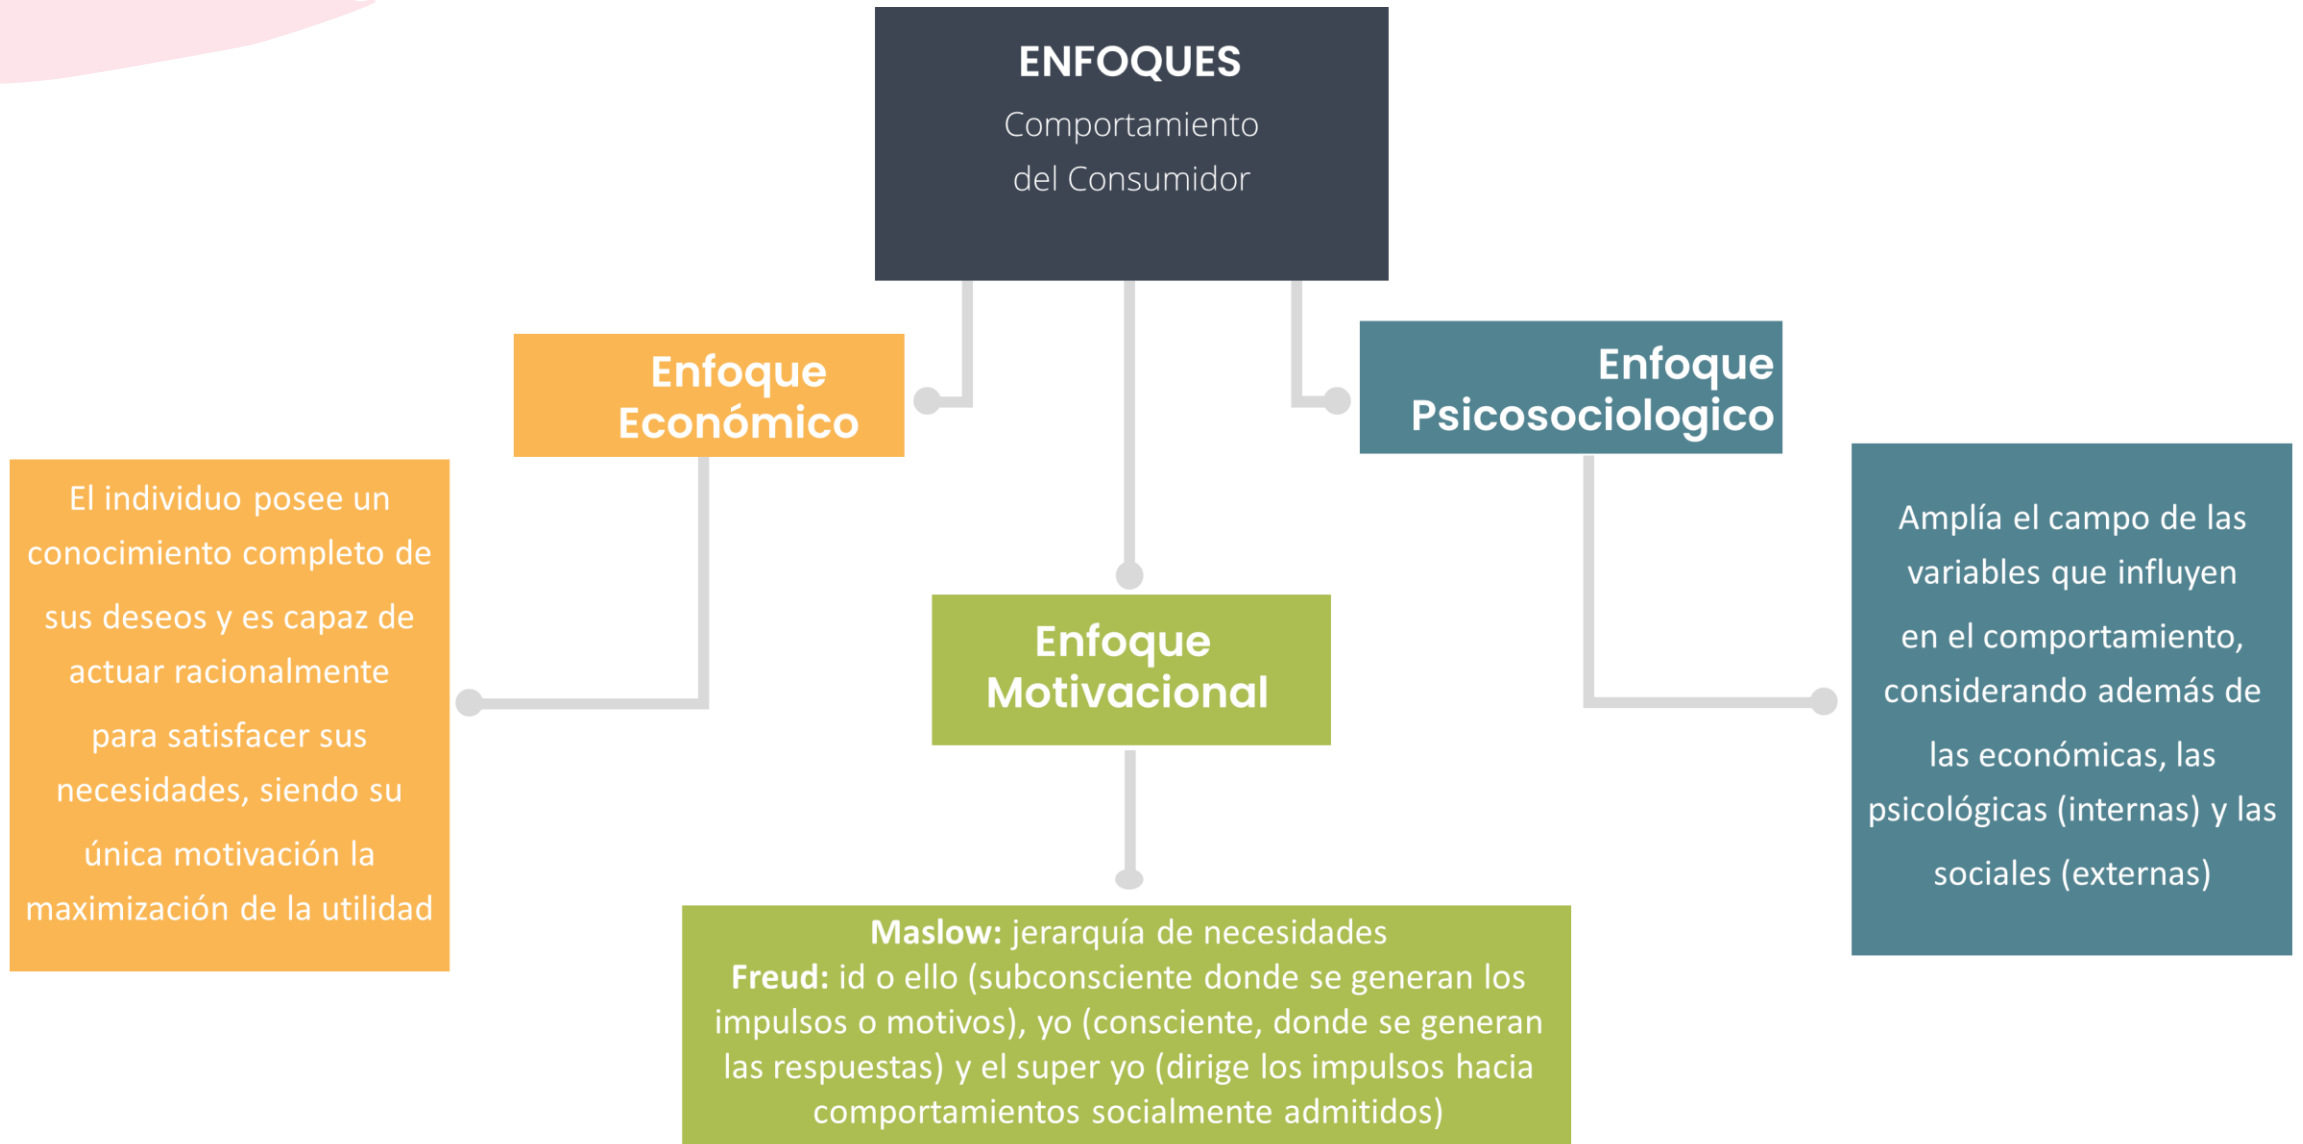 ENFOQUES
Comportamiento
del Consumidor
Enfoque
Económico
El individuo posee un
conocimiento completo de
sus deseos y es capaz de
actuar racionalmente
para satisfacer sus
necesidades, siendo su
única motivación la
maximización de la utilidad
Enfoque
Motivacional
Maslow: jerarquía de necesidades
Freud: id o ello (subconsciente donde se generan los
impulsos o motivos), yo (consciente, donde se generan
las respuestas) y el super yo (dirige los impulsos hacia
comportamientos socialmente admitidos)
Enfoque
Psicosociologico
Amplía el campo de las
variables que influyen
en el comportamiento,
considerando además de
las económicas, las
psicológicas (internas) y las
sociales (externas)